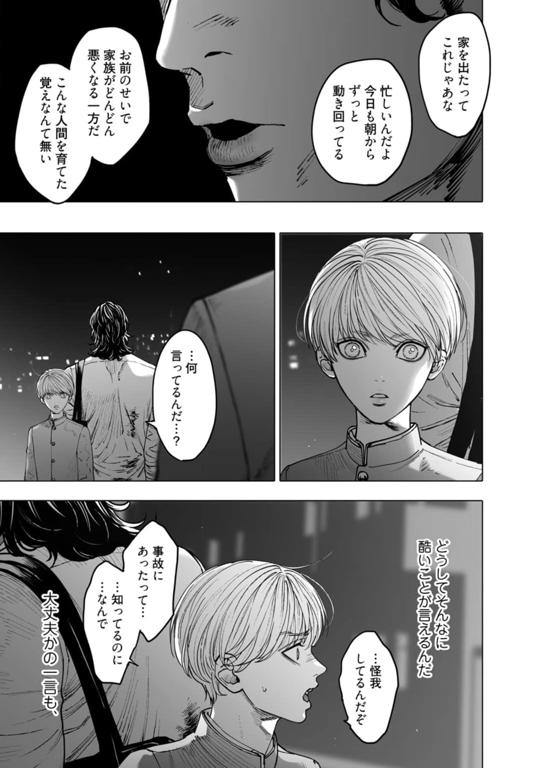 家を出たって
これじゃあな
忙しいんだよ
今日も朝から
ずっと
動き回ってる
お前のせいで
家族がどんどん
悪くなる一方だ
こんな人間を育てた
覚えなんて無い
…何
言ってるんだ…?
どうしてそんなに
酷いことが言えるんだ
…怪我
してるんだぞ
事故に
あったって…
…知ってるのに
…なんで
大丈夫かの一言も、